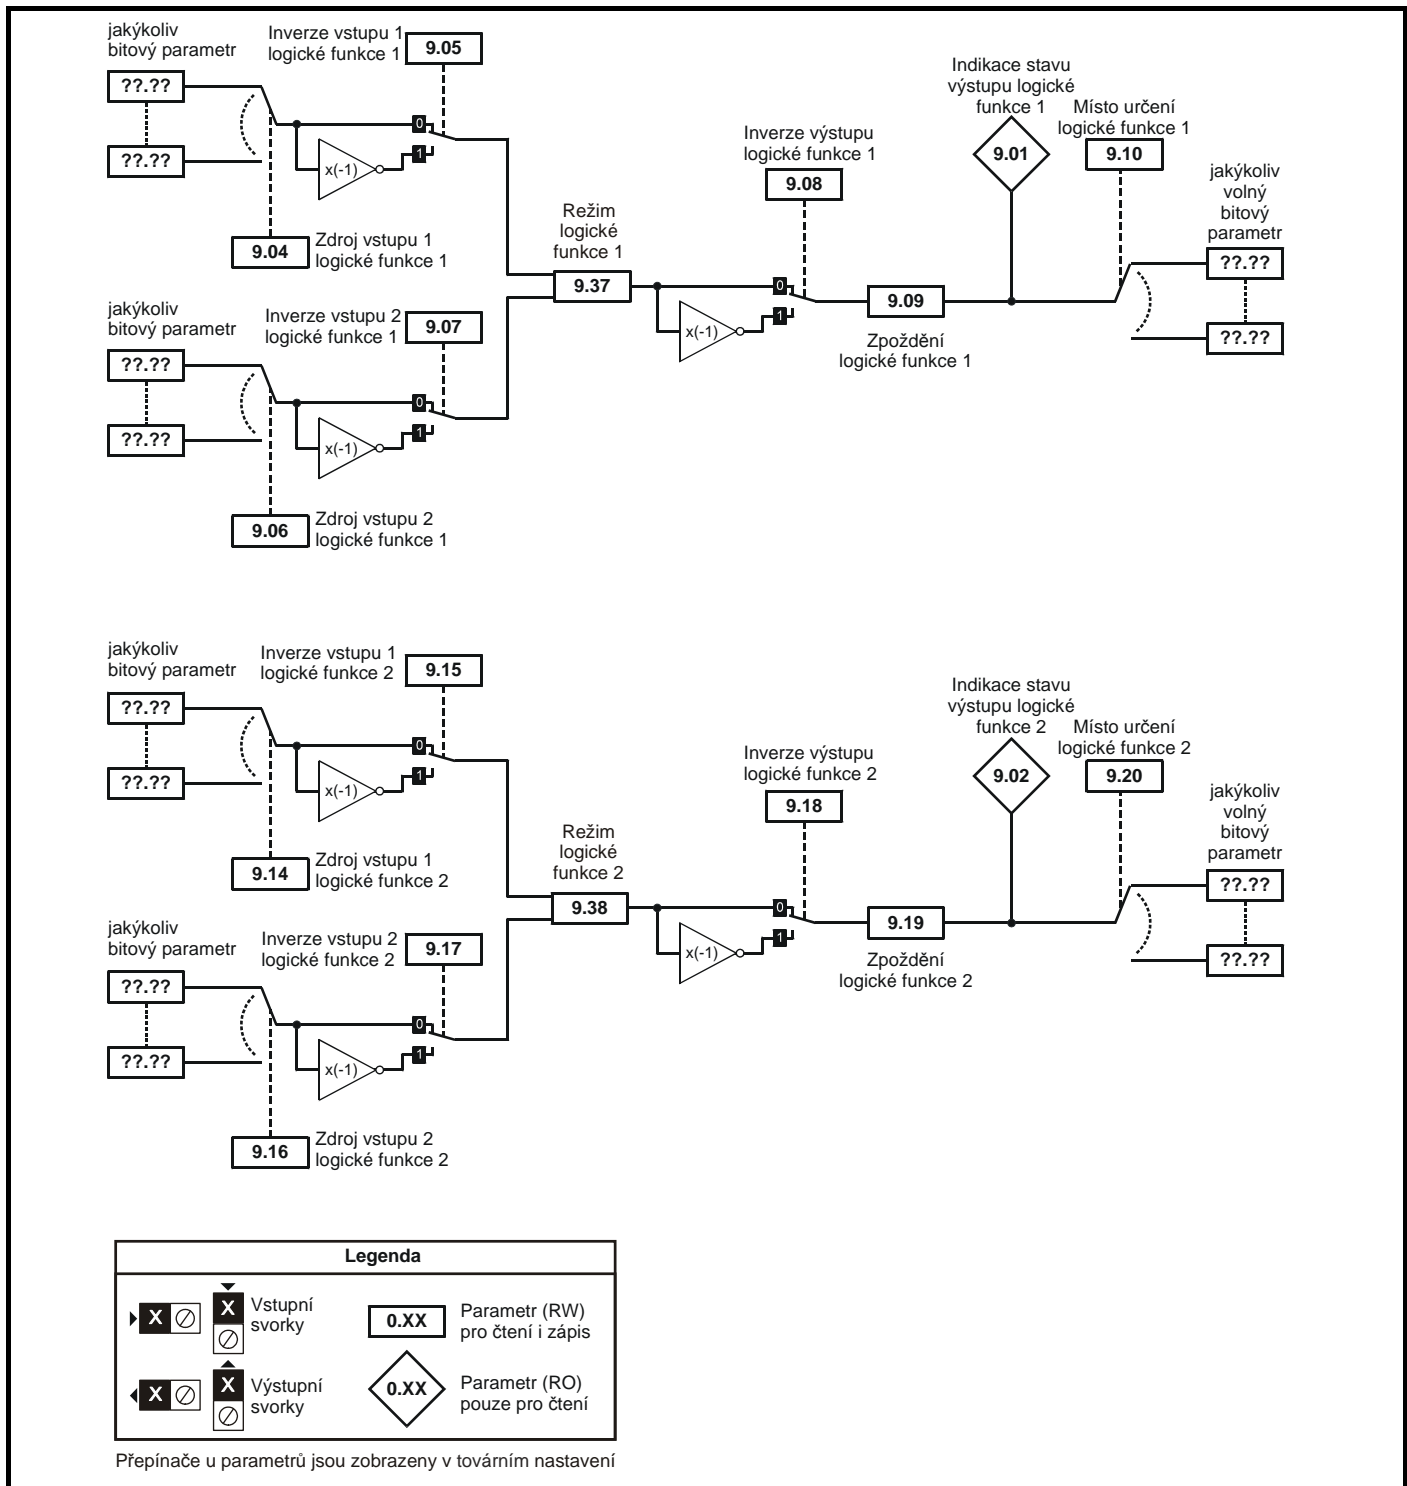 jakýkoliv
bitový parametr
??.??
??.??
Inverze vstupu 1
logické funkce 1
9.05
0
1
x(-1)
9.04
Zdroj vstupu 1
logické funkce 1
jakýkoliv
bitový parametr
??.??
??.??
Inverze vstupu 2
logické funkce 1
9.07
0
1
x(-1)
9.06
Zdroj vstupu 2
logické funkce 1
Režim
logické
funkce 1
9.37
x(-1)
Inverze výstupu
logické funkce 1
9.08
0
1
9.09
Zpoždění
logické funkce 1
Indikace stavu
výstupu logické
funkce 1
9.01
Místo určení
logické funkce 1
9.10
jakýkoliv
volný
bitový
parametr
??.??
??.??
jakýkoliv
bitový parametr
??.??
??.??
Inverze vstupu 1
logické funkce 2
9.15
0
1
x(-1)
9.14
Zdroj vstupu 1
logické funkce 2
jakýkoliv
bitový parametr
??.??
??.??
Inverze vstupu 2
logické funkce 2
9.17
0
1
x(-1)
9.16
Zdroj vstupu 2
logické funkce 2
Režim
logické
funkce 2
9.38
x(-1)
Inverze výstupu
logické funkce 2
9.18
0
1
9.19
Zpoždění
logické funkce 2
Indikace stavu
výstupu logické
funkce 2
9.02
Místo určení
logické funkce 2
9.20
jakýkoliv
volný
bitový
parametr
??.??
??.??
Legenda
X
X
Vstupní
svorky
0.XX
Parametr (RW)
pro čtení i zápis
X
X
Výstupní
svorky
0.XX
Parametr (RO)
pouze pro čtení
Přepínače u parametrů jsou zobrazeny v továrním nastavení